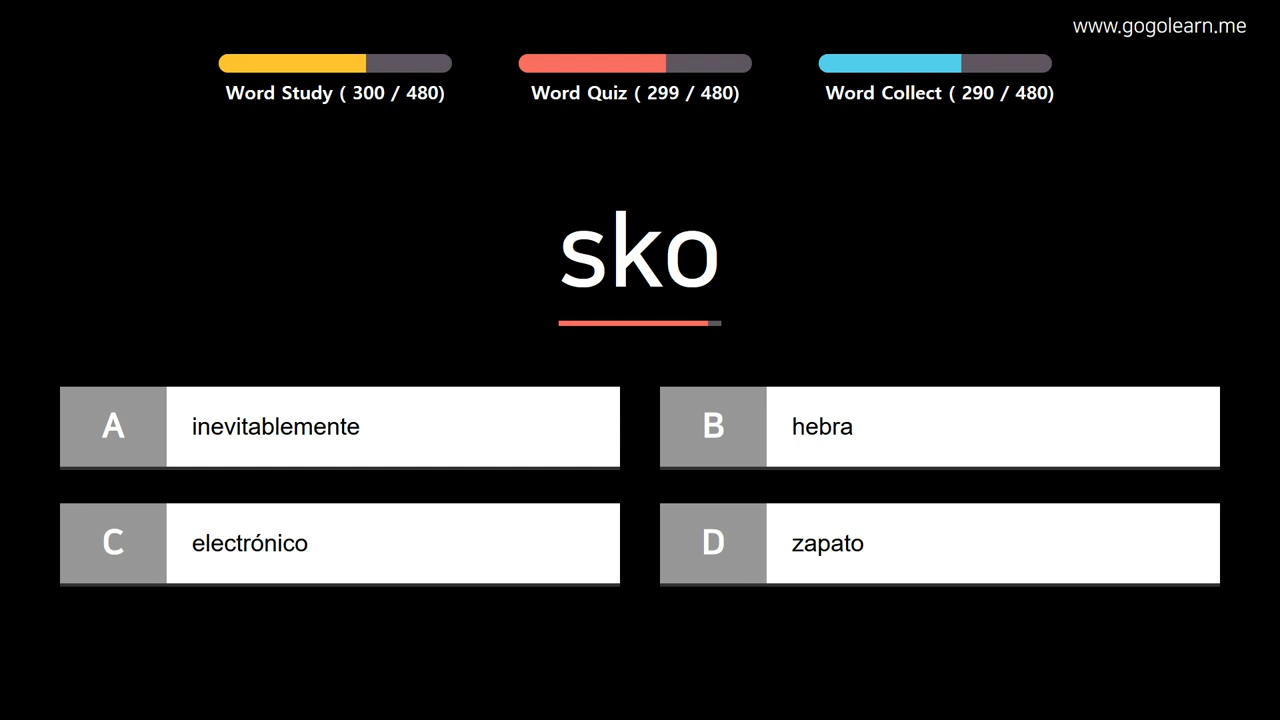 www.gogolearn.me
Word Study ( 300 / 480)
Word Quiz ( 299 / 480)
Word Collect ( 290 / 480)
sko
A inevitablemente
B hebra
C electrónico
D zapato